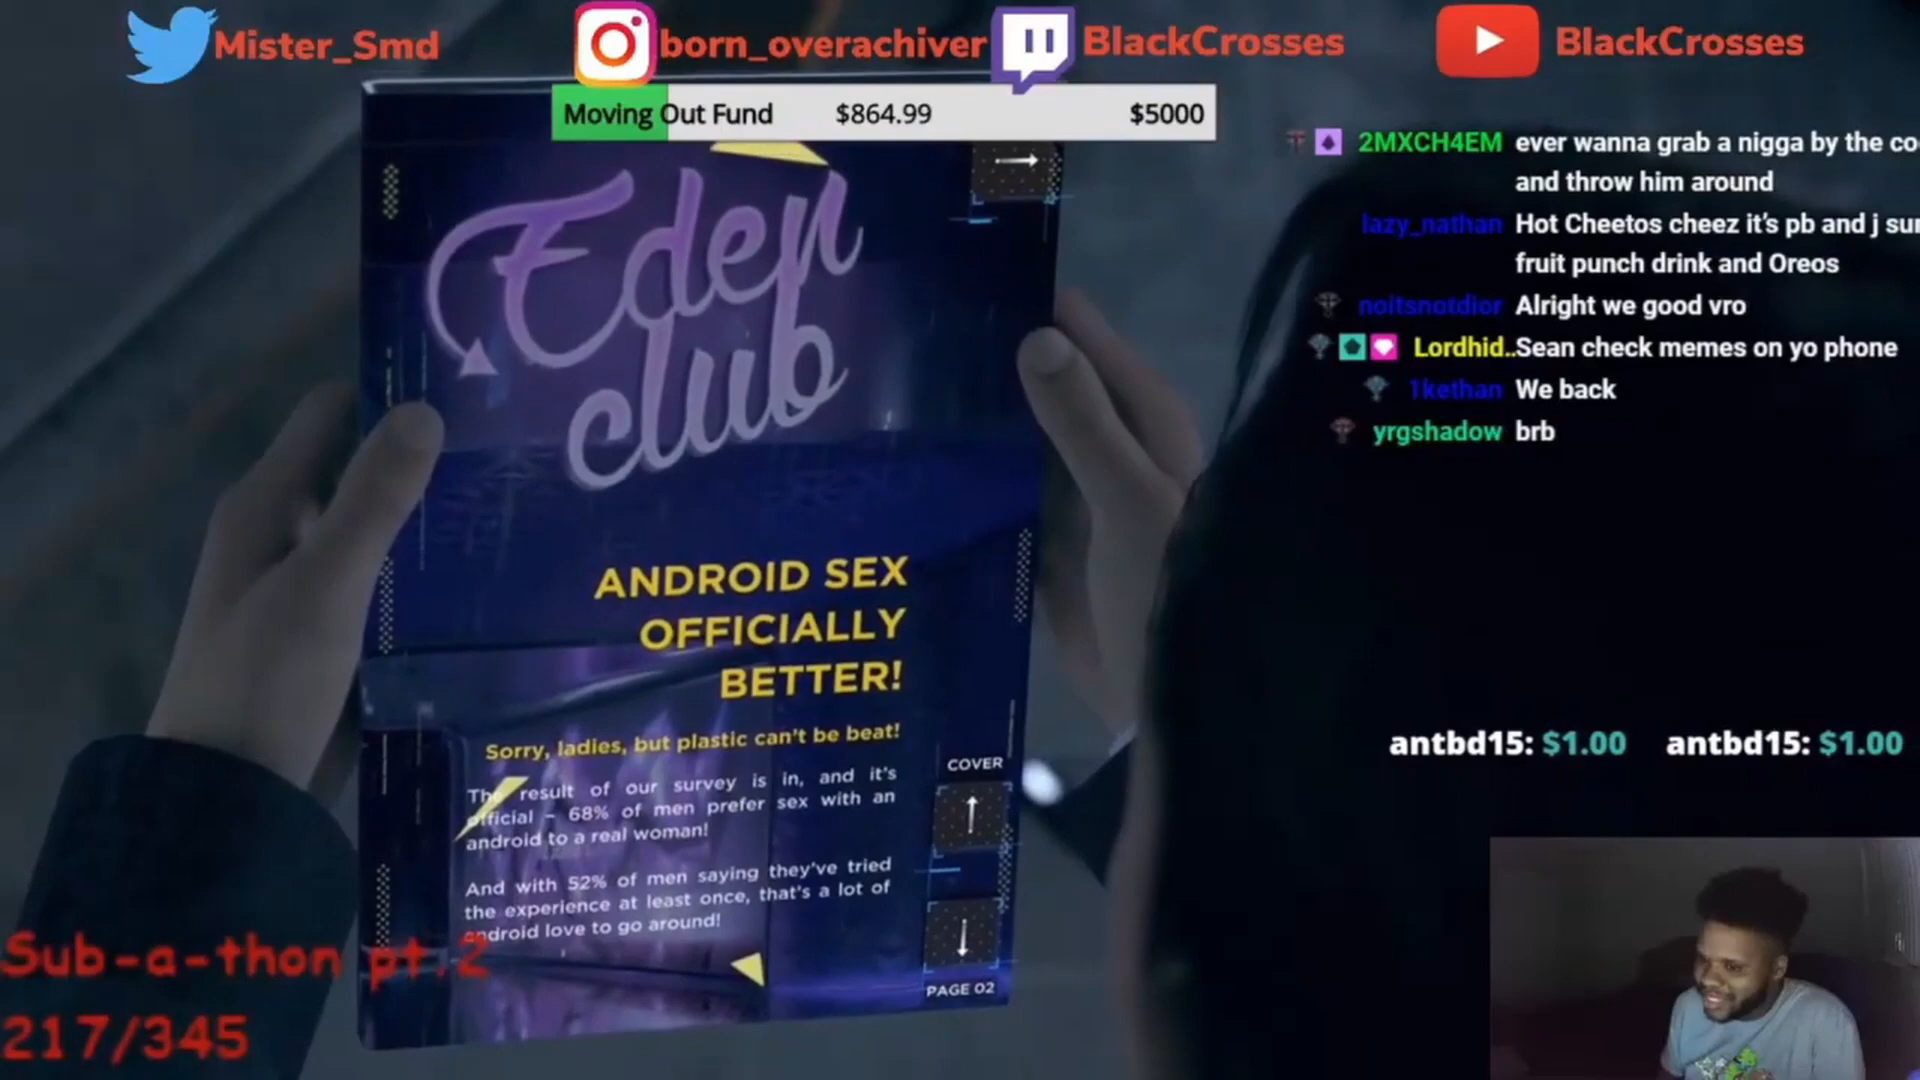 Mister_Smd
born_overachiver
BlackCrosses
BlackCrosses
Moving Out Fund $864.99 $5000
2MXCH4EM ever wanna grab a nigga by the
and throw him around
lazy_nathan Hot Cheetos cheez it's pb and j
fruit punch drink and Oreos
noitsnotdior Alright we good vro
Lordhid.. Sean check memes on yo phone
1kethan We back
yrgshadow brb
Eden
club
ANDROID SEX
OFFICIALLY
BETTER!
Sorry, ladies, but plastic can't be beat!
The result of our survey is in, and it's
official – 68% of men prefer sex with an
android to a real woman!
And with 52% of men saying they've tried
the experience at least once, that's a lot of
android love to go around!
COVER
PAGE 02
antbd15: $1.00 antbd15: $1.00
Sub-a-thon pt.2
217/345